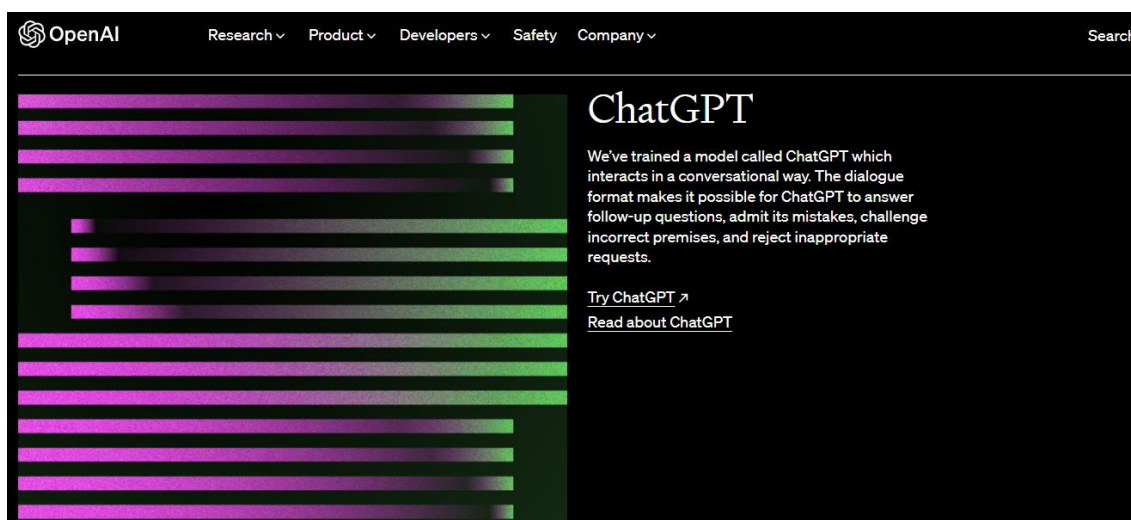 OpenAI
Research Product Developers Safety Company
Search
ChatGPT
We've trained a model called ChatGPT which
interacts in a conversational way. The dialogue
format makes it possible for ChatGPT to answer
follow-up questions, admit its mistakes, challenge
incorrect premises, and reject inappropriate
requests.
Try ChatGPT ↗
Read about ChatGPT